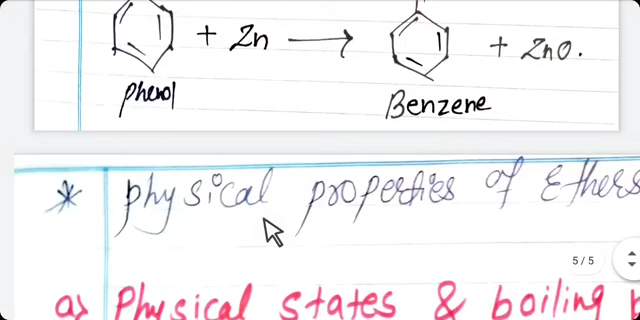 + Zn ⟶ + ZnO.
phenol Benzene
* physical properties of Ethers
5 / 5
a) Physical states & boiling